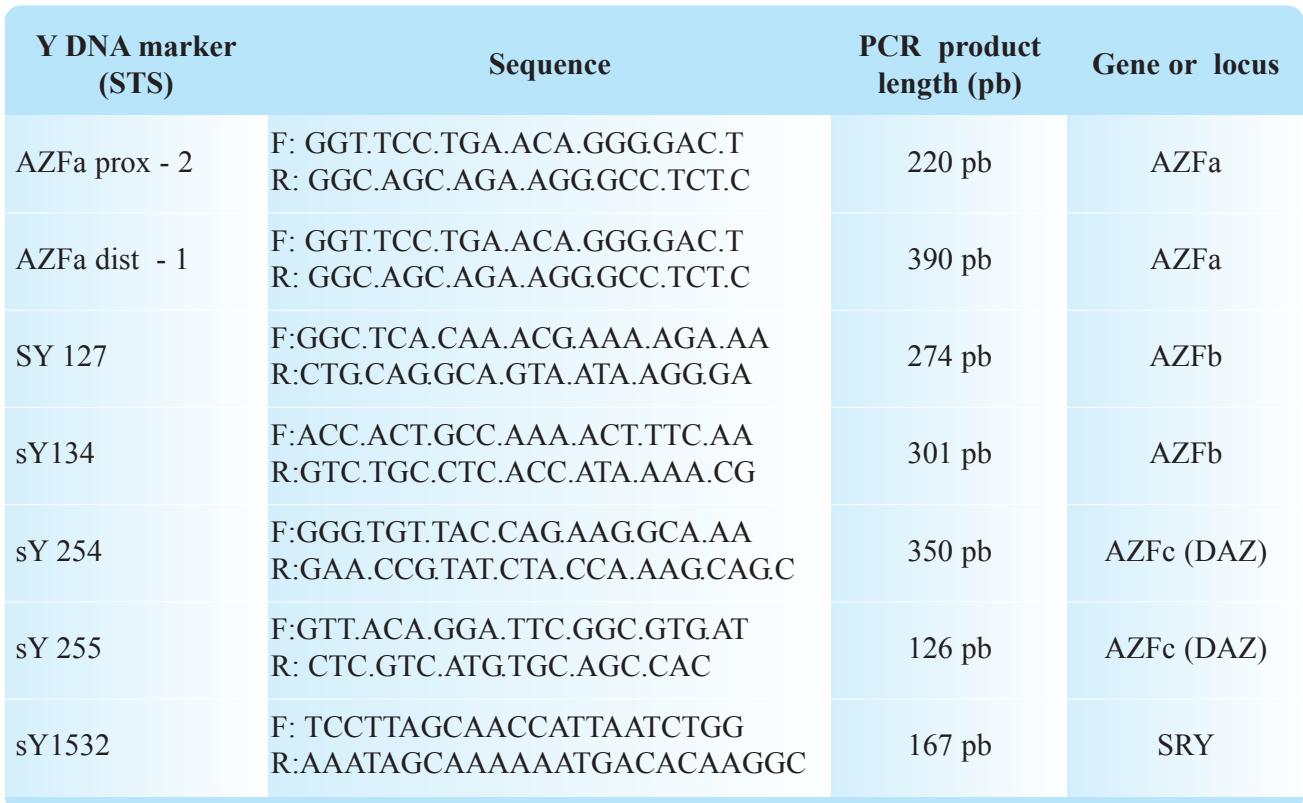 Y DNA marker
(STS)
Sequence
PCR product
length (pb)
Gene or locus
AZFa prox - 2
F: GGT.TCC.TGA.ACA.GGG.GAC.T
R: GGC.AGC.AGA.AGG.GCC.TCT.C
220 pb
AZFa
AZFa dist - 1
F: GGT.TCC.TGA.ACA.GGG.GAC.T
R: GGC.AGC.AGA.AGG.GCC.TCT.C
390 pb
AZFa
SY 127
F:GGC.TCA.CAA.ACG.AAA.AGA.AA
R:CTG.CAG.GCA.GTA.ATA.AGG.GA
274 pb
AZFb
sY134
F:ACC.ACT.GCC.AAA.ACT.TTC.AA
R:GTC.TGC.CTC.ACC.ATA.AAA.CG
301 pb
AZFb
sY 254
F:GGG.TGT.TAC.CAG.AAG.GCA.AA
R:GAA.CCG.TAT.CTA.CCA.AAG.CAG.C
350 pb
AZFc (DAZ)
sY 255
F:GTT.ACA.GGA.TTC.GGC.GTG.AT
R: CTC.GTC.ATG.TGC.AGC.CAC
126 pb
AZFc (DAZ)
sY1532
F: TCCTTAGCAACCATTAATCTGG
R:AAATAGCAAAAAATGACACAAGGC
167 pb
SRY